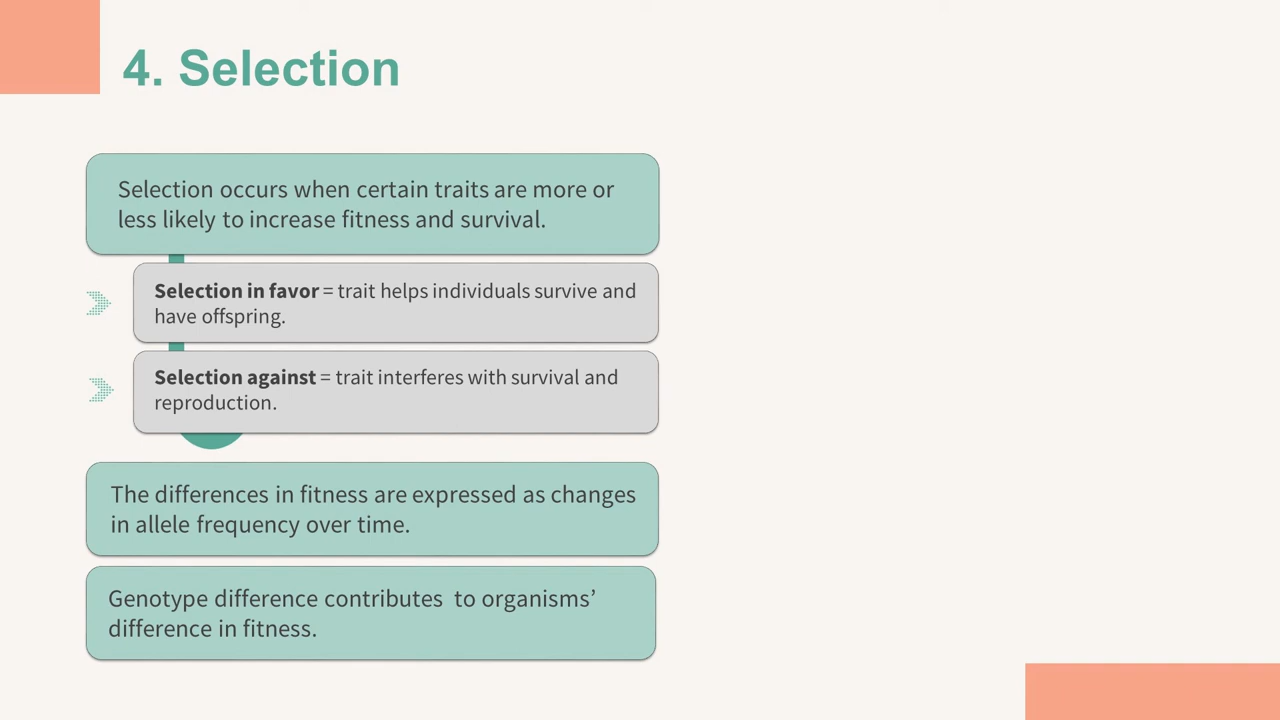 4. Selection
Selection occurs when certain traits are more or
less likely to increase fitness and survival.
Selection in favor = trait helps individuals survive and
have offspring.
Selection against = trait interferes with survival and
reproduction.
The differences in fitness are expressed as changes
in allele frequency over time.
Genotype difference contributes  to organisms’
difference in fitness.